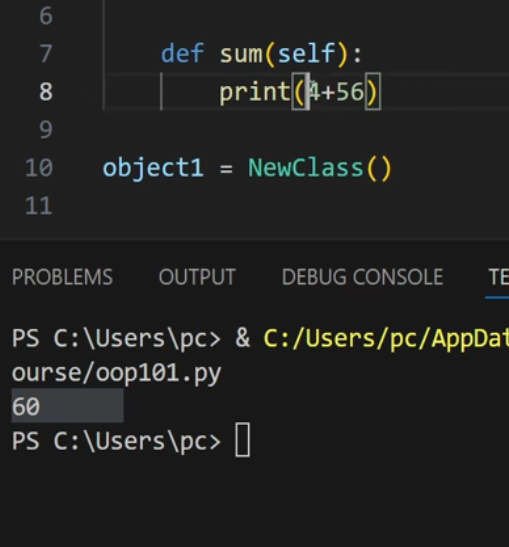 6
7 def sum(self):
8 print(4+56)
9
10 object1 = NewClass()
11
PROBLEMS OUTPUT DEBUG CONSOLE TE
PS C:\Users\pc> & C:/Users/pc/AppDat
ourse/oop101.py
60
PS C:\Users\pc>